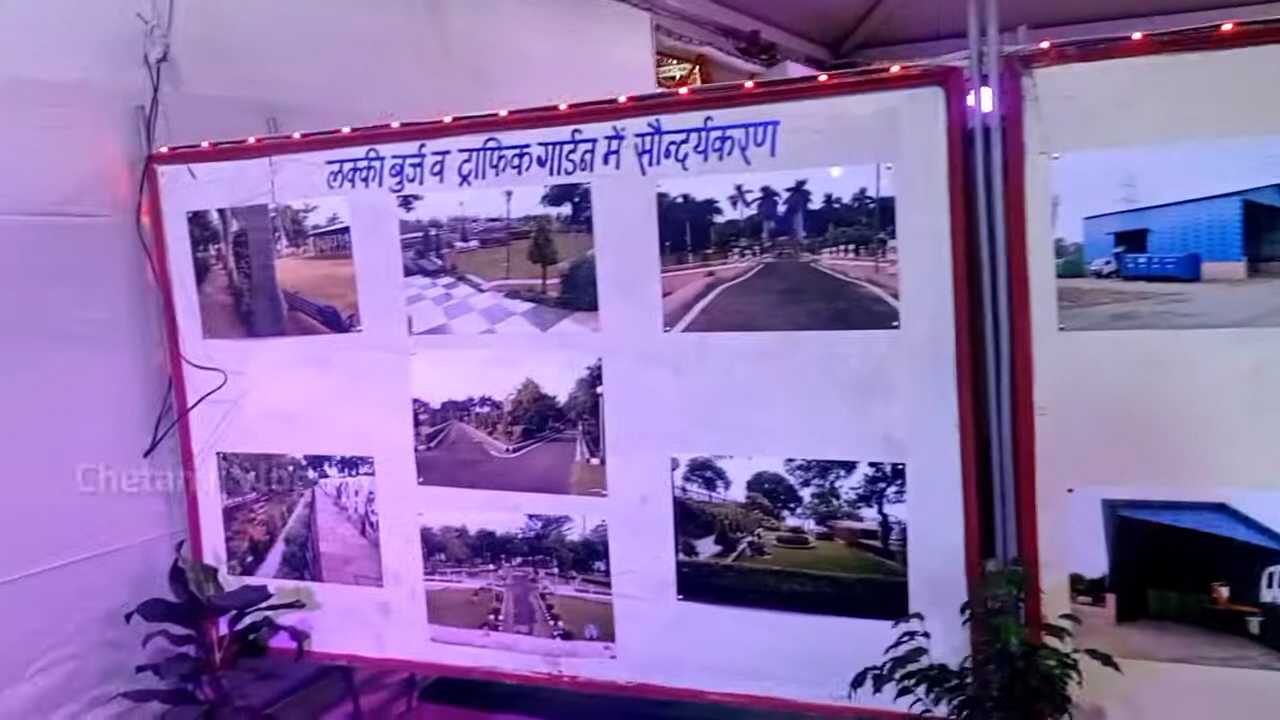 लक्की बुर्ज व ट्राफिक गार्डन में सौन्दर्यकरण